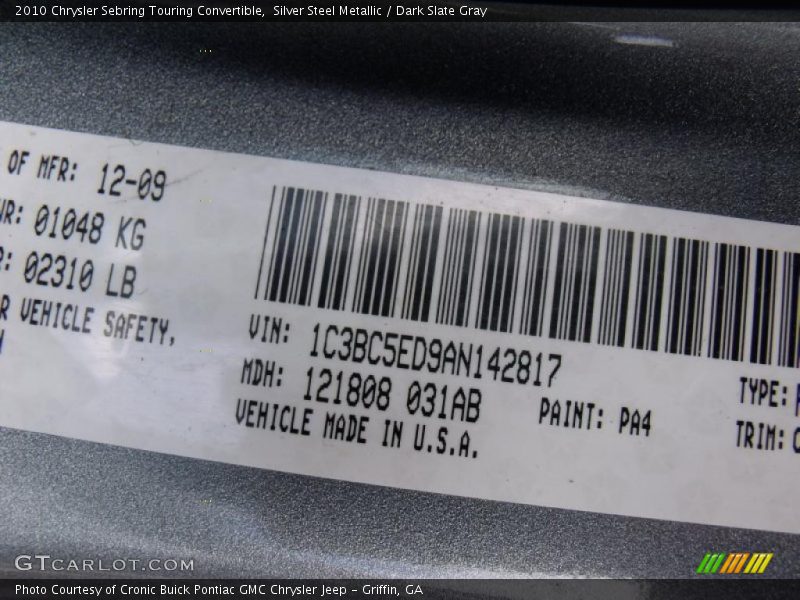 2010 Chrysler Sebring Touring Convertible, Silver Steel Metallic / Dark Slate Gray
OF MFR: 12-09
WR: 01048 KG
R: 02310 LB
R VEHICLE SAFETY,
VIN: 1C3BC5ED9AN142817
MDH: 121808 031AB
VEHICLE MADE IN U.S.A.
PAINT: PA4
TYPE:
TRIM:
GTCARLOT.COM
Photo Courtesy of Cronic Buick Pontiac GMC Chrysler Jeep - Griffin, GA